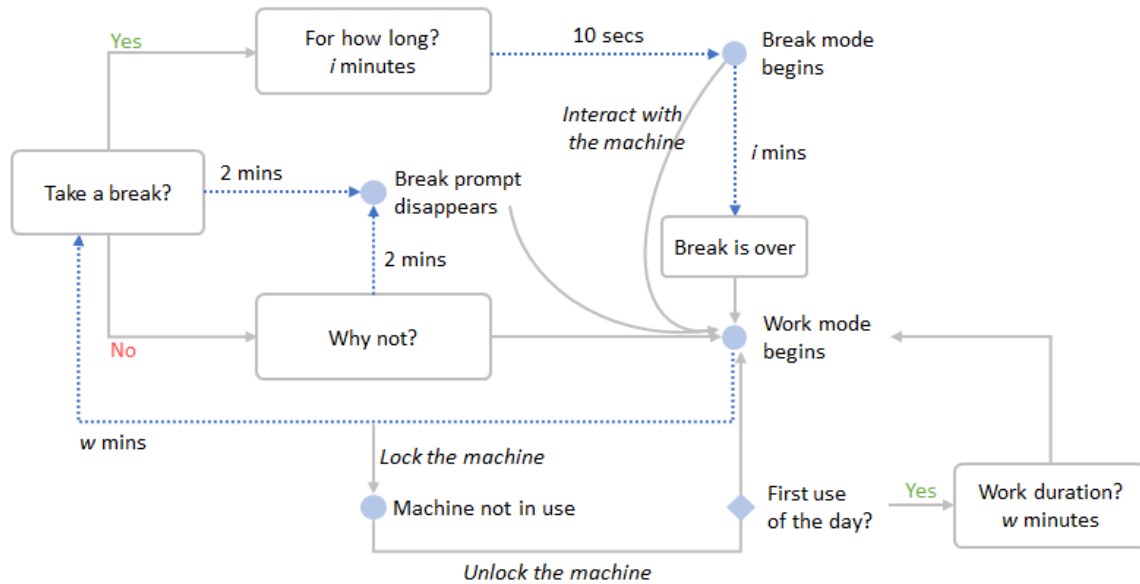 Yes
For how long?
i minutes
10 secs
Break mode
begins
Interact with
the machine
i mins
Take a break?
2 mins
Break prompt
disappears
2 mins
Break is over
No
Why not?
Work mode
begins
w mins
Lock the machine
Machine not in use
First use
of the day?
Yes
Work duration?
w minutes
Unlock the machine